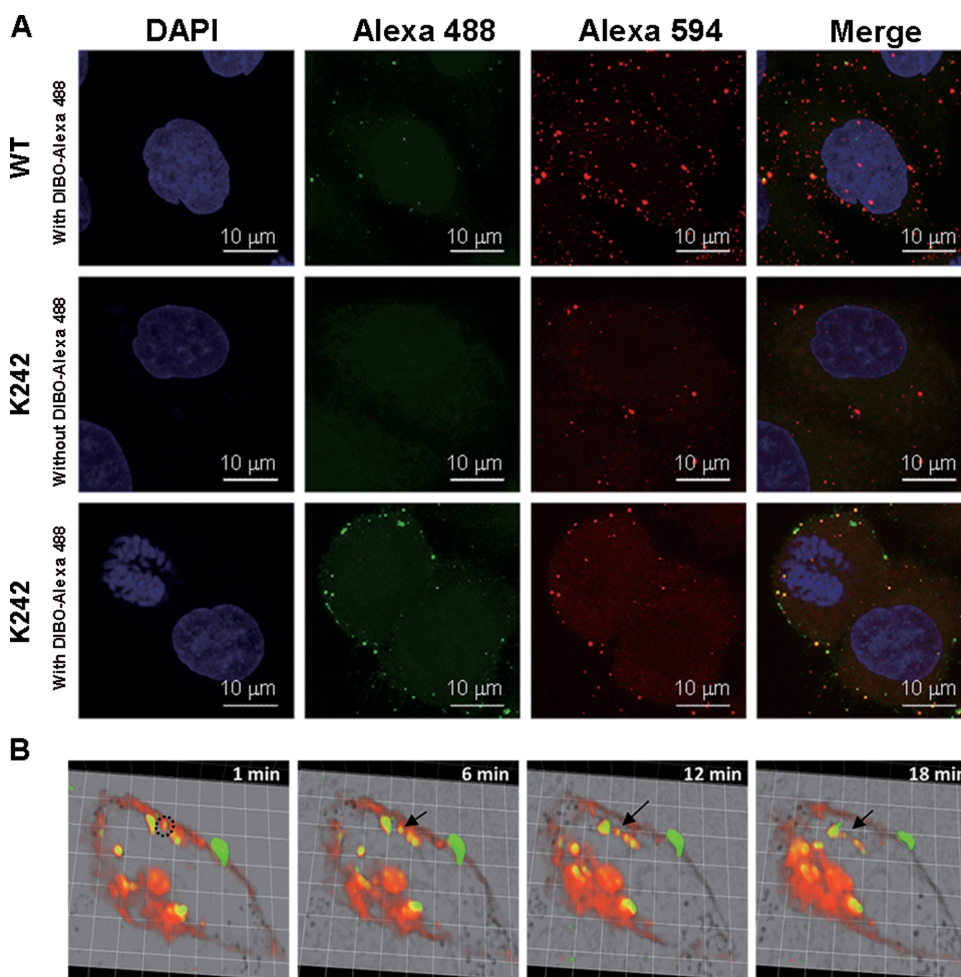 A
DAPI Alexa 488 Alexa 594 Merge
WT
With DIBO-Alexa 488
10 µm 10 µm 10 µm 10 µm
K242
Without DIBO-Alexa 488
10 µm 10 µm 10 µm 10 µm
K242
With DIBO-Alexa 488
10 µm 10 µm 10 µm 10 µm
B
1 min 6 min 12 min 18 min